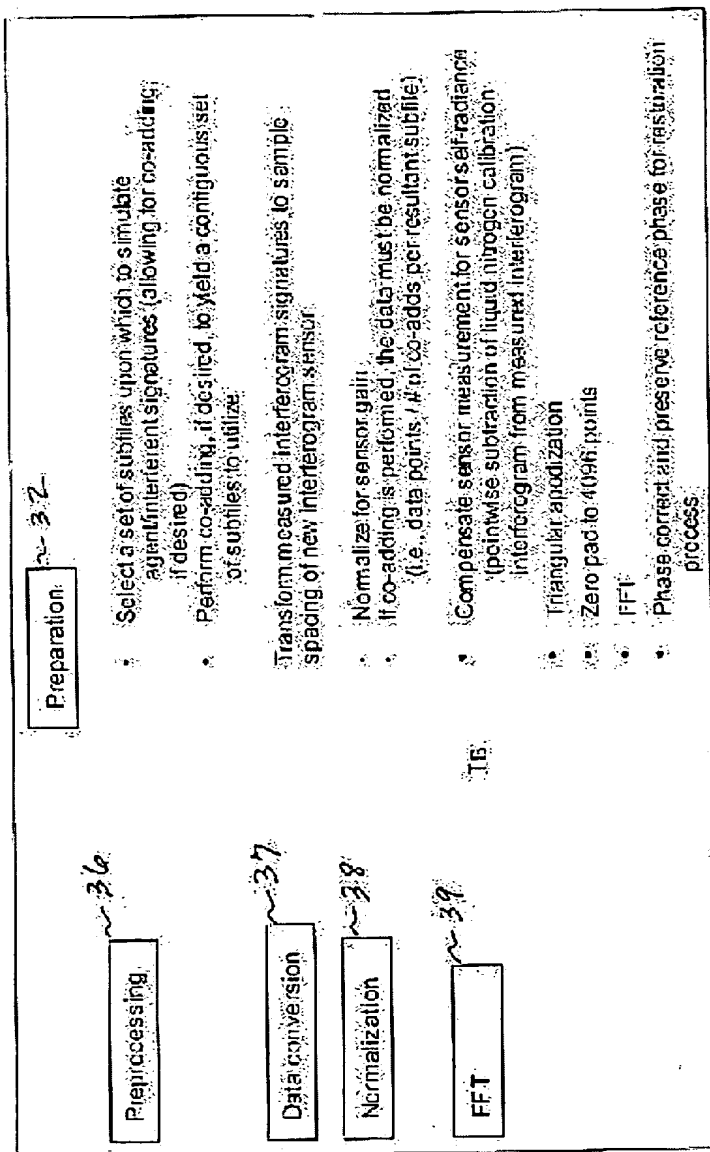 Preparation ~32
Preprocessing ~36
• Select a set of subfiles upon which to simulate
agent/interferent signatures (allowing for co-adding,
if desired)
• Perform co-adding, if desired, to yield a contiguous set
of subfiles to utilize
Data conversion ~37
Transform measured interferogram signatures to sample
spacing of new interferogram sensor
Normalization ~38
• Normalize for sensor gain
• If co-adding is performed, the data must be normalized
(i.e., data points / # of co-adds per resultant subfile)
FFT ~39
• Compensate sensor measurement for sensor self-radiance
(pointwise subtraction of liquid nitrogen calibration
interferogram from measured interferogram)
• Triangular apodization
• Zero pad to 4096 points
• FFT
• Phase correct and preserve reference phase for restoration
process